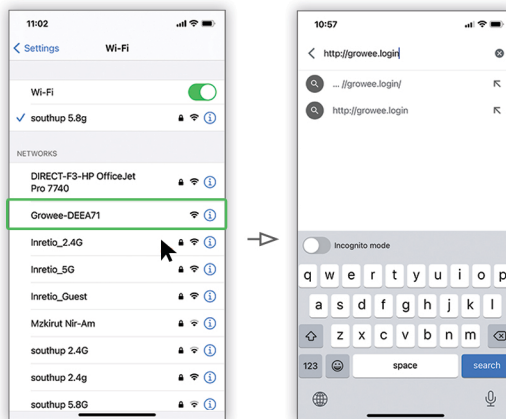 11:02
Settings
Wi-Fi
Wi-Fi
southup 5.8g
NETWORKS
DIRECT-F3-HP OfficeJet
Pro 7740
Growee-DEEA71
Inretio_2.4G
Inretio_5G
Inretio_Guest
Mzkirut Nir-Am
southup 2.4G
southup 2.4g
southup 5.8G
10:57
http://growee.login
... //growee.login/
http://growee.login
Incognito mode
q w e r t y u i o p
a s d f g h j k l
z x c v b n m
123 space search